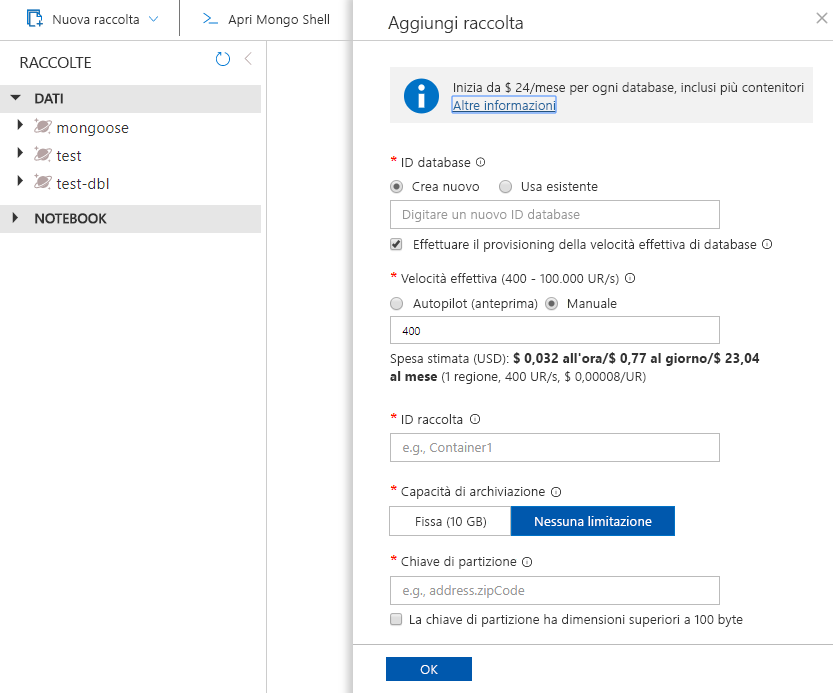 Nuova raccolta
Apri Mongo Shell
RACCOLTE
DATI
mongoose
test
test-dbl
NOTEBOOK
Aggiungi raccolta
Inizia da $ 24/mese per ogni database, inclusi più contenitori
Altre informazioni
* ID database
Crea nuovo Usa esistente
Digitare un nuovo ID database
Effettuare il provisioning della velocità effettiva di database
* Velocità effettiva (400 - 100.000 UR/s)
Autopilot (anteprima) Manuale
400
Spesa stimata (USD): $ 0,032 all'ora/$ 0,77 al giorno/$ 23,04
al mese (1 regione, 400 UR/s, $ 0,00008/UR)
* ID raccolta
e.g., Container1
* Capacità di archiviazione
Fissa (10 GB) Nessuna limitazione
* Chiave di partizione
e.g., address.zipCode
La chiave di partizione ha dimensioni superiori a 100 byte
OK